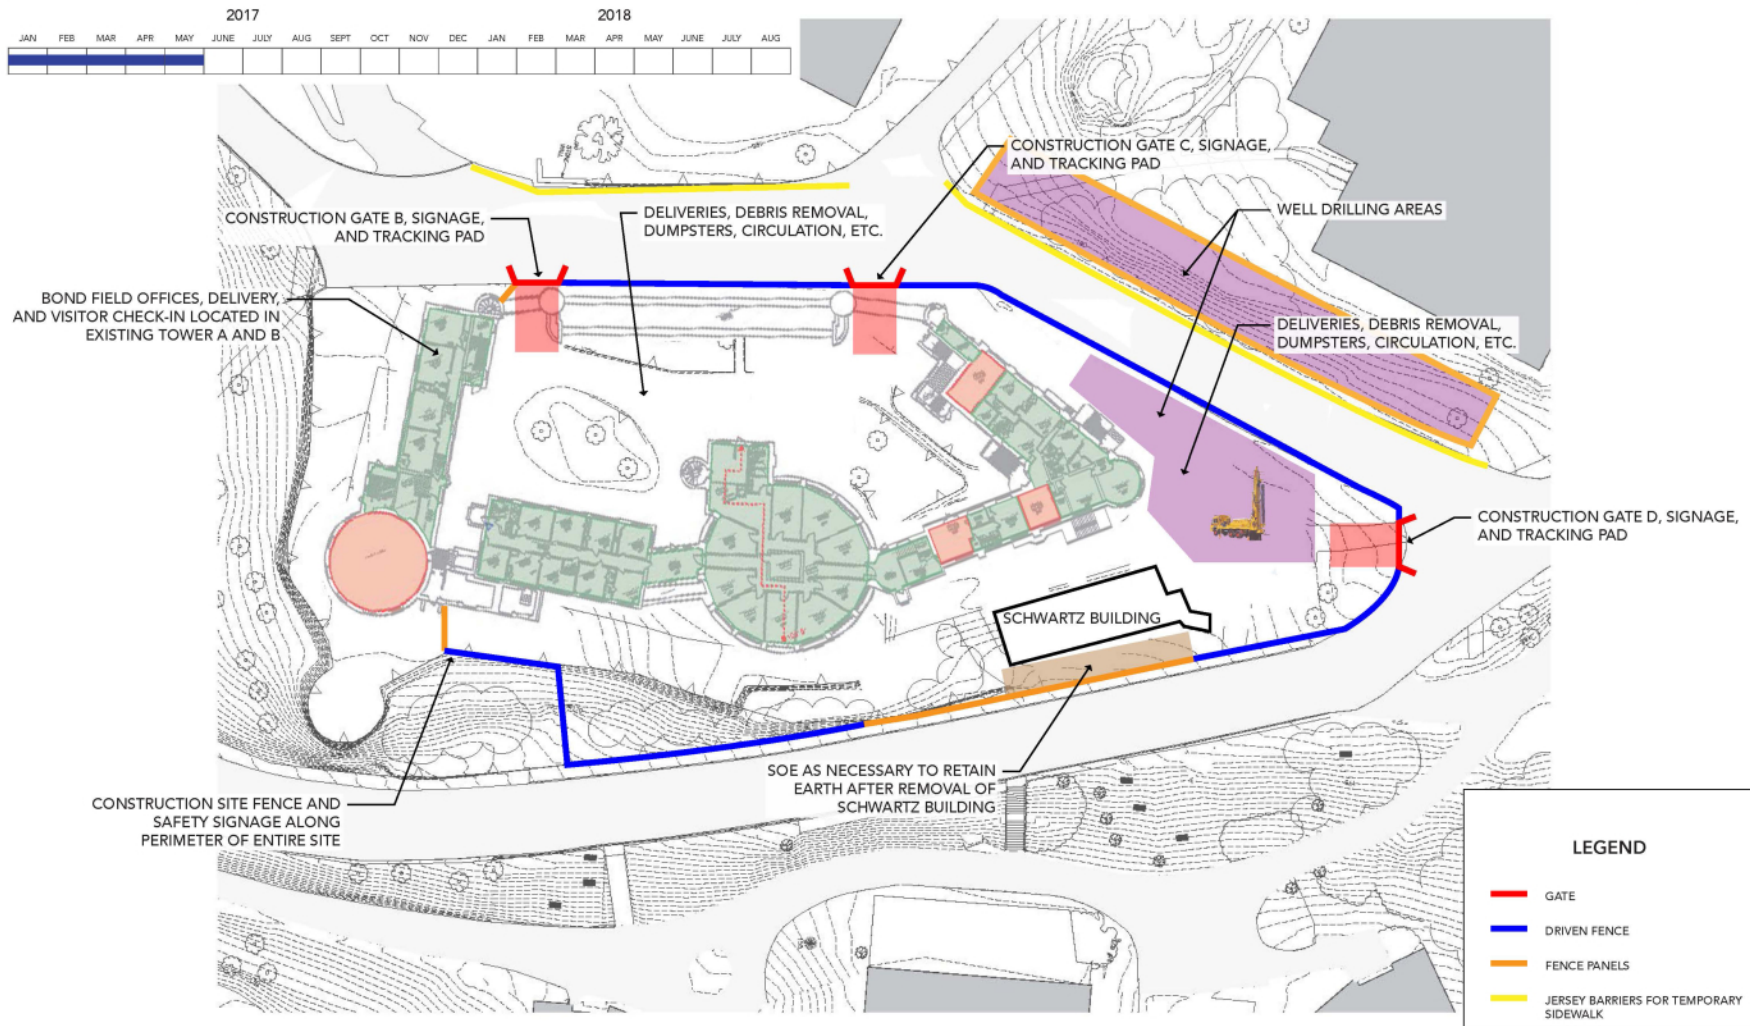 2017
2018
JAN FEB MAR APR MAY JUNE JULY AUG SEPT OCT NOV DEC JAN FEB MAR APR MAY JUNE JULY AUG
CONSTRUCTION GATE C, SIGNAGE,
AND TRACKING PAD
CONSTRUCTION GATE B, SIGNAGE,
AND TRACKING PAD
DELIVERIES, DEBRIS REMOVAL,
DUMPSTERS, CIRCULATION, ETC.
WELL DRILLING AREAS
BOND FIELD OFFICES, DELIVERY,
AND VISITOR CHECK-IN LOCATED IN
EXISTING TOWER A AND B
DELIVERIES, DEBRIS REMOVAL,
DUMPSTERS, CIRCULATION, ETC.
CONSTRUCTION GATE D, SIGNAGE,
AND TRACKING PAD
SCHWARTZ BUILDING
SOE AS NECESSARY TO RETAIN
EARTH AFTER REMOVAL OF
SCHWARTZ BUILDING
CONSTRUCTION SITE FENCE AND
SAFETY SIGNAGE ALONG
PERIMETER OF ENTIRE SITE
LEGEND
GATE
DRIVEN FENCE
FENCE PANELS
JERSEY BARRIERS FOR TEMPORARY
SIDEWALK